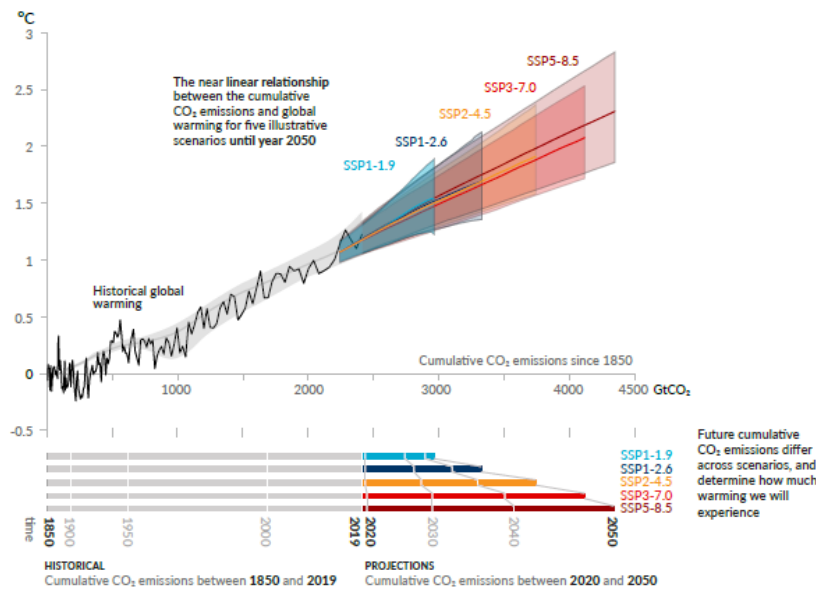 °C
3
2.5
2
1.5
1
0.5
0
0
-0.5
The near linear relationship
between the cumulative
CO₂ emissions and global
warming for five illustrative
scenarios until year 2050
SSP5-8.5
SSP3-7.0
SSP2-4.5
SSP1-2.6
SSP1-1.9
Historical global
warming
Cumulative CO₂ emissions since 1850
1000
2000
3000
4000
4500
GtCO₂
SSP1-1.9
SSP1-2.6
SSP2-4.5
SSP3-7.0
SSP5-8.5
Future cumulative
CO₂ emissions differ
across scenarios, and
determine how much
warming we will
experience
time
1850
1900
1950
2000
2019
2020
2030
2040
2050
HISTORICAL
Cumulative CO₂ emissions between 1850 and 2019
PROJECTIONS
Cumulative CO₂ emissions between 2020 and 2050